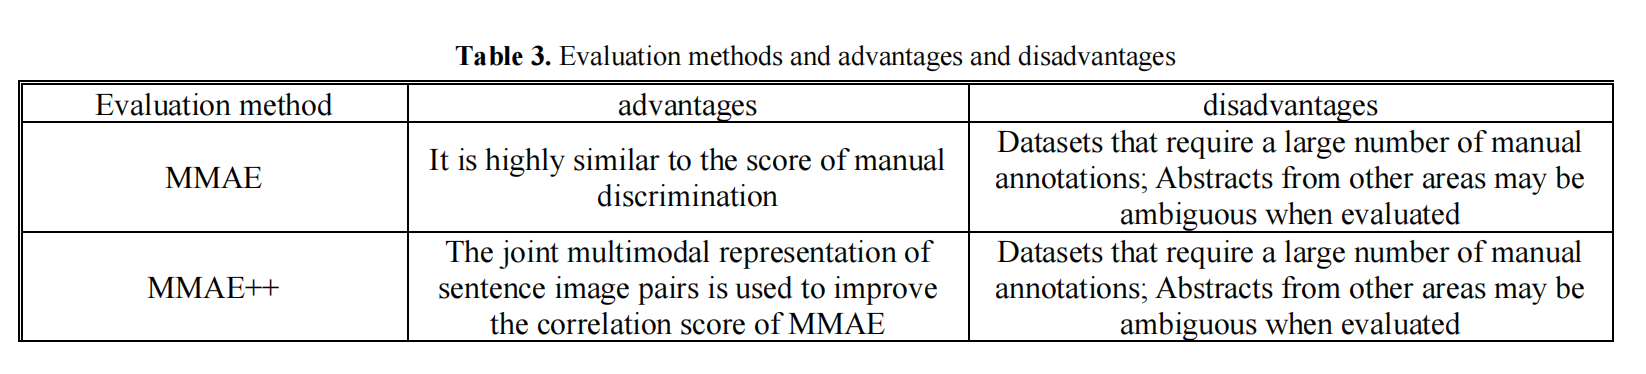 Table 3. Evaluation methods and advantages and disadvantages
Evaluation method
advantages
disadvantages
MMAE
It is highly similar to the score of manual
discrimination
Datasets that require a large number of manual
annotations; Abstracts from other areas may be
ambiguous when evaluated
MMAE++
The joint multimodal representation of
sentence image pairs is used to improve
the correlation score of MMAE
Datasets that require a large number of manual
annotations; Abstracts from other areas may be
ambiguous when evaluated